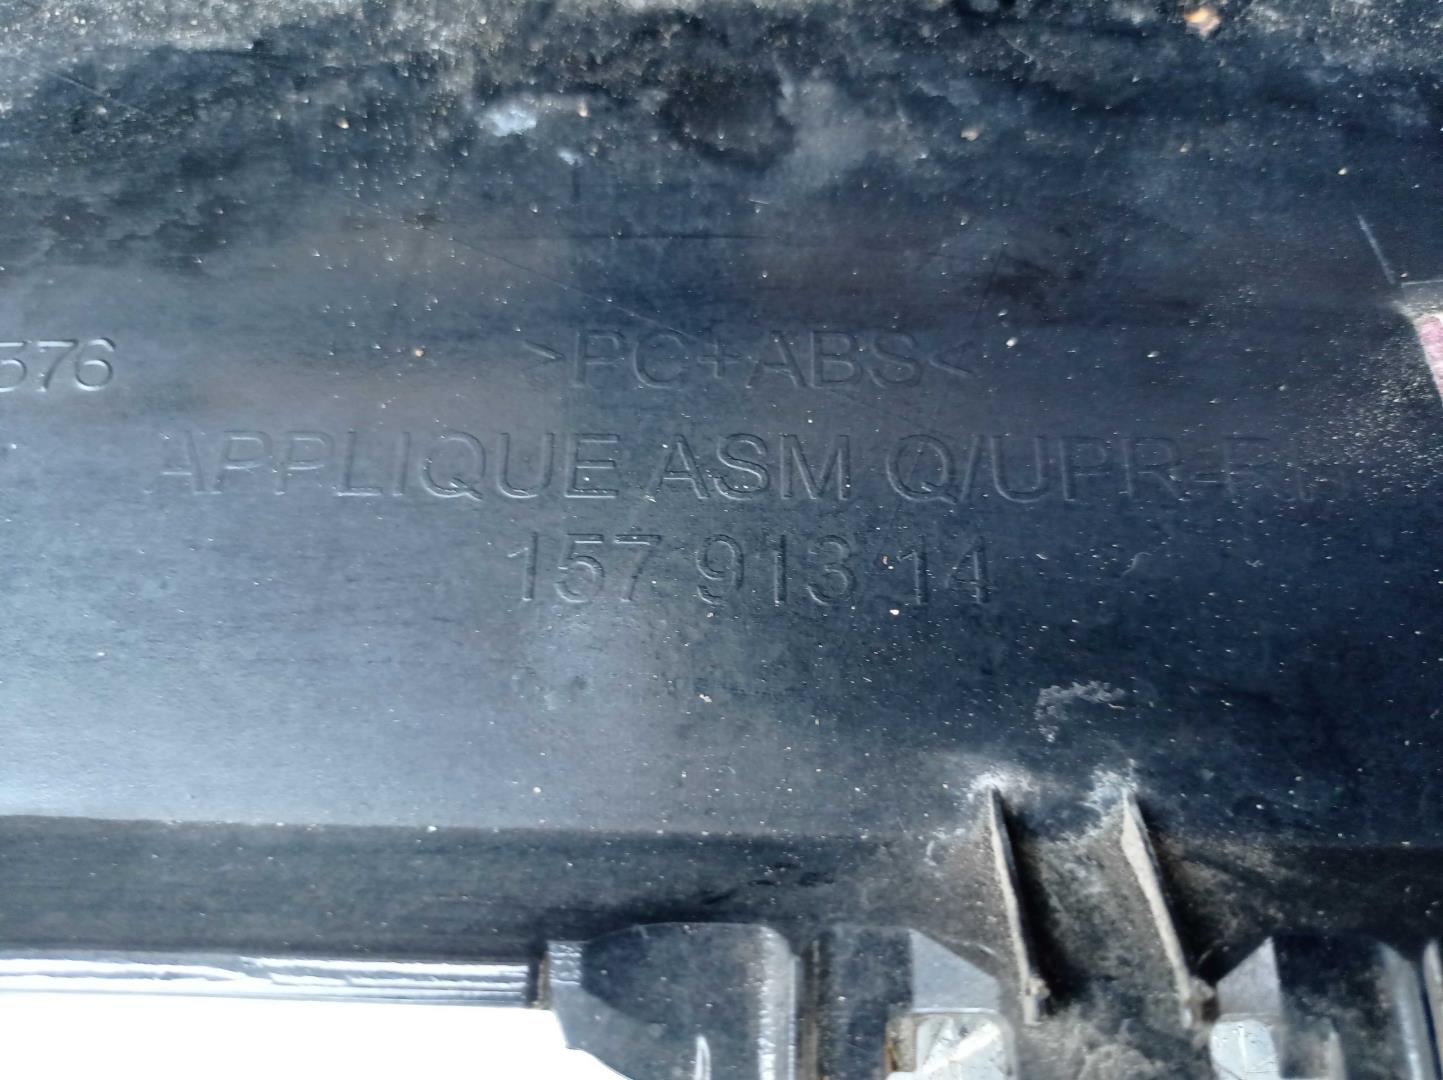 576
>PC+ABS<
APPLIQUE ASM Q/UPR-R
157 913 14